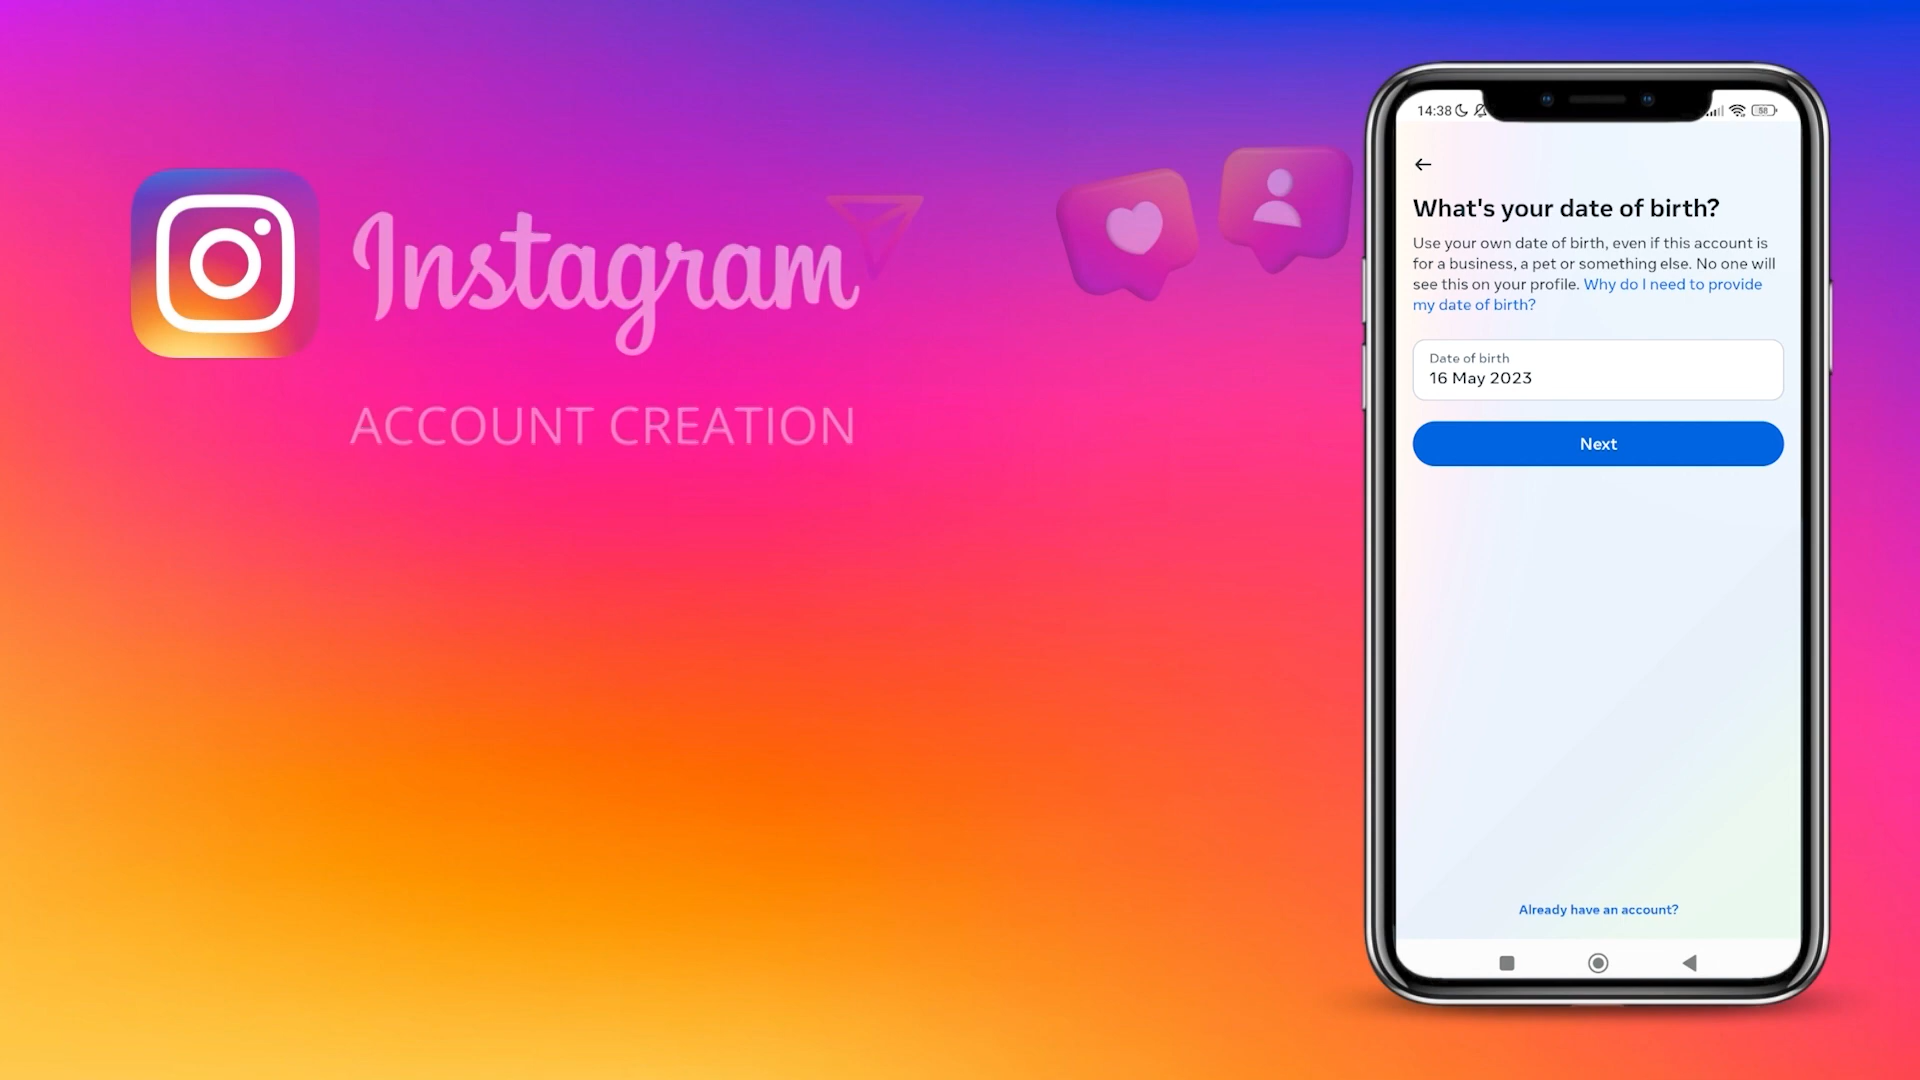 Instagram
ACCOUNT CREATION
14:38
58
What's your date of birth?
Use your own date of birth, even if this account is
for a business, a pet or something else. No one will
see this on your profile. Why do I need to provide
my date of birth?
Date of birth
16 May 2023
Next
Already have an account?